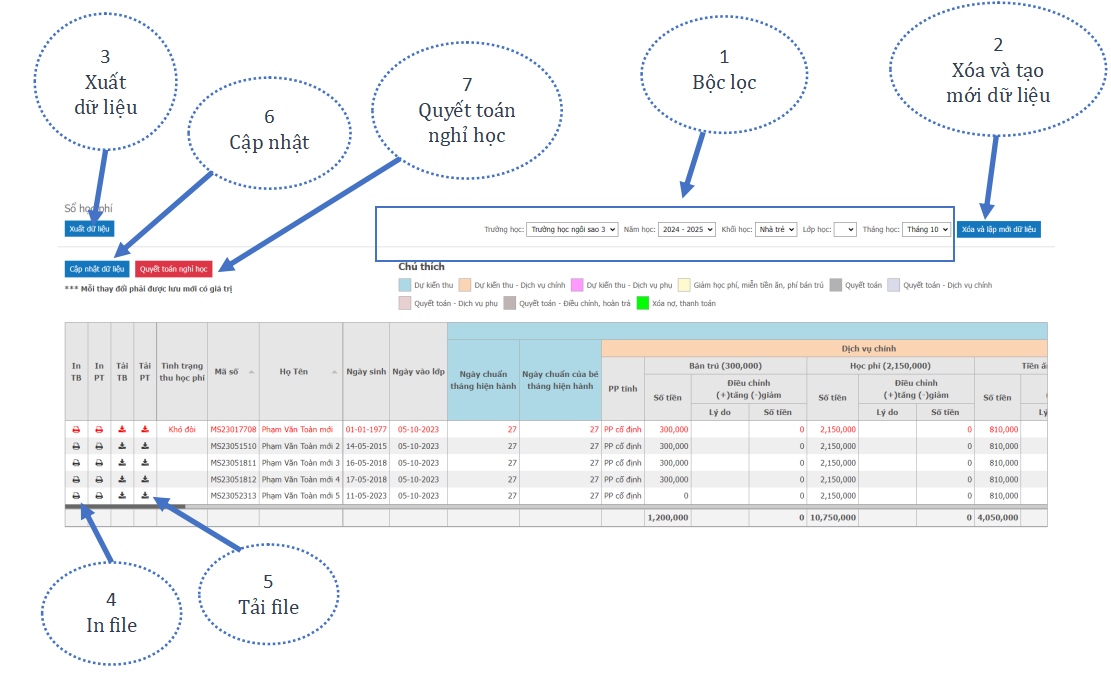 3
Xuất
dữ liệu
6
Cập nhật
7
Quyết toán
nghỉ học
1
Bộc lọc
2
Xóa và tạo
mới dữ liệu
Sổ học phí
Xuất dữ liệu
Trường học: Trường học ngôi sao 3 Năm học: 2024 - 2025 Khối học: Nhà trẻ Lớp học: Tháng học: Tháng 10 Xóa và lập mới dữ liệu
Cập nhật dữ liệu Quyết toán nghỉ học
*** Mỗi thay đổi phải được lưu mới có giá trị
Chú thích
Dự kiến thu Dự kiến thu - Dịch vụ chính Dự kiến thu - Dịch vụ phụ Giảm học phí, miễn tiền ăn, phí bán trú Quyết toán Quyết toán - Dịch vụ chính
Quyết toán - Dịch vụ phụ Quyết toán - Điều chỉnh, hoàn trả Xóa nợ, thanh toán
Dịch vụ chính
Bán trú (300,000) Học phí (2,150,000) Tiền ă
In TB In PT Tải TB Tải PT Tình trạng thu học phí Mã số Họ Tên Ngày sinh Ngày vào lớp Ngày chuẩn tháng hiện hành Ngày chuẩn của bé tháng hiện hành PP tính Số tiền Điều chỉnh (+)tăng (-)giảm Số tiền Điều chỉnh (+)tăng (-)giảm Số tiền
Lý do Số tiền Lý do Số tiền Lý
Khó đòi MS23017708 Phạm Văn Toàn mới 01-01-1977 05-10-2023 27 27 PP cố định 300,000 0 2,150,000 0 810,000
MS23051510 Phạm Văn Toàn mới 2 14-05-2015 05-10-2023 27 27 PP cố định 300,000 0 2,150,000 0 810,000
MS23051811 Phạm Văn Toàn mới 3 16-05-2018 05-10-2023 27 27 PP cố định 300,000 0 2,150,000 0 810,000
MS23051812 Phạm Văn Toàn mới 4 17-05-2018 05-10-2023 27 27 PP cố định 300,000 0 2,150,000 0 810,000
MS23052313 Phạm Văn Toàn mới 5 11-05-2023 05-10-2023 27 27 PP cố định 0 0 2,150,000 0 810,000
1,200,000 0 10,750,000 0 4,050,000
4
In file
5
Tải file